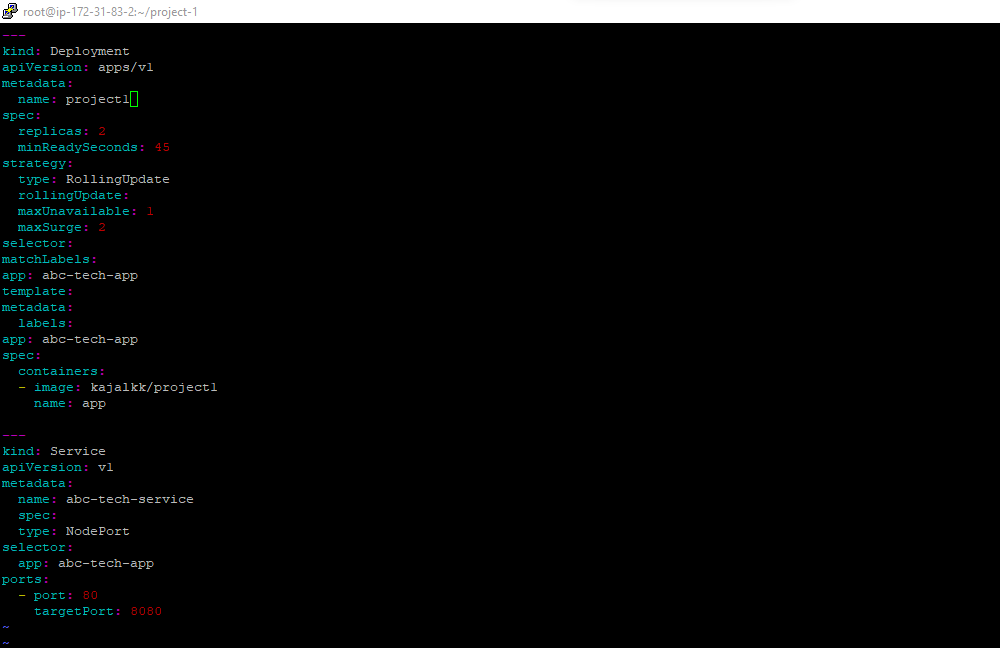 root@ip-172-31-83-2:~/project-1
---
kind: Deployment
apiVersion: apps/v1
metadata:
  name: project1
spec:
  replicas: 2
  minReadySeconds: 45
strategy:
  type: RollingUpdate
  rollingUpdate:
  maxUnavailable: 1
  maxSurge: 2
selector:
matchLabels:
app: abc-tech-app
template:
metadata:
  labels:
app: abc-tech-app
spec:
  containers:
  - image: kajalkk/project1
    name: app

---
kind: Service
apiVersion: v1
metadata:
  name: abc-tech-service
  spec:
  type: NodePort
selector:
  app: abc-tech-app
ports:
  - port: 80
    targetPort: 8080
~
~